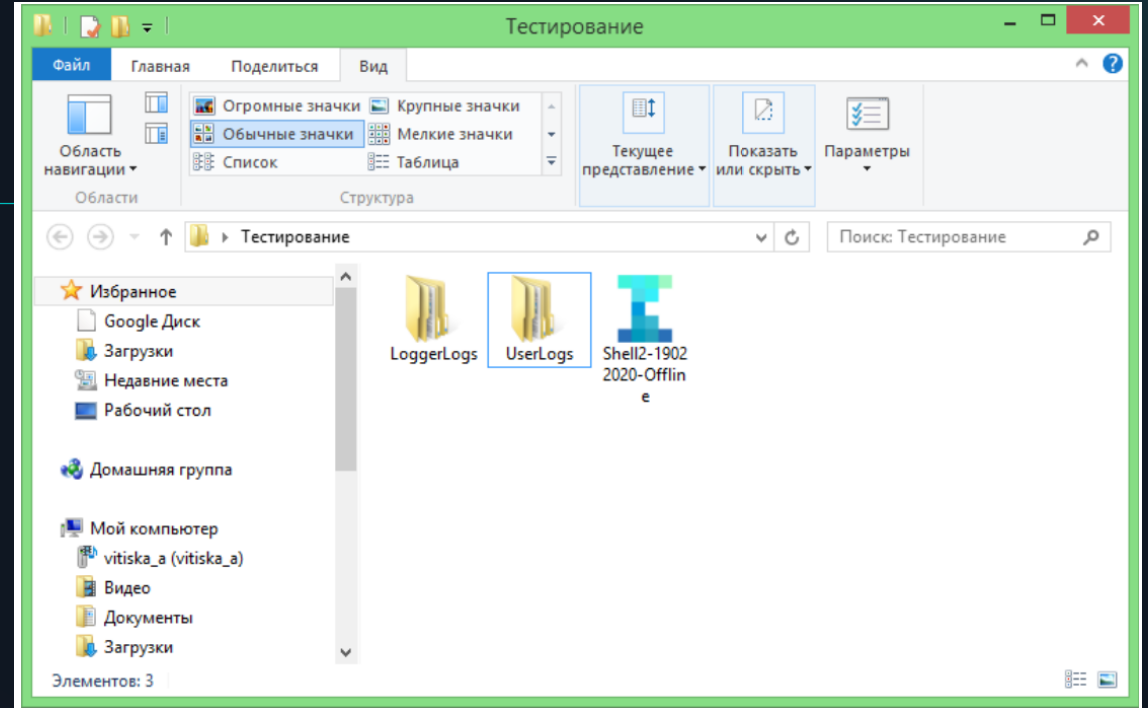 Тестирование
Файл Главная Поделиться Вид
Огромные значки Крупные значки
Обычные значки Мелкие значки
Список Таблица
Область
навигации
Текущее
представление
Показать
или скрыть
Параметры
Области Структура
Тестирование
Поиск: Тестирование
Избранное
Google Диск
Загрузки
Недавние места
Рабочий стол
Домашняя группа
Мой компьютер
vitiska_a (vitiska_a)
Видео
Документы
Загрузки
LoggerLogs
UserLogs
Shell2-1902
2020-Offlin
e
Элементов: 3